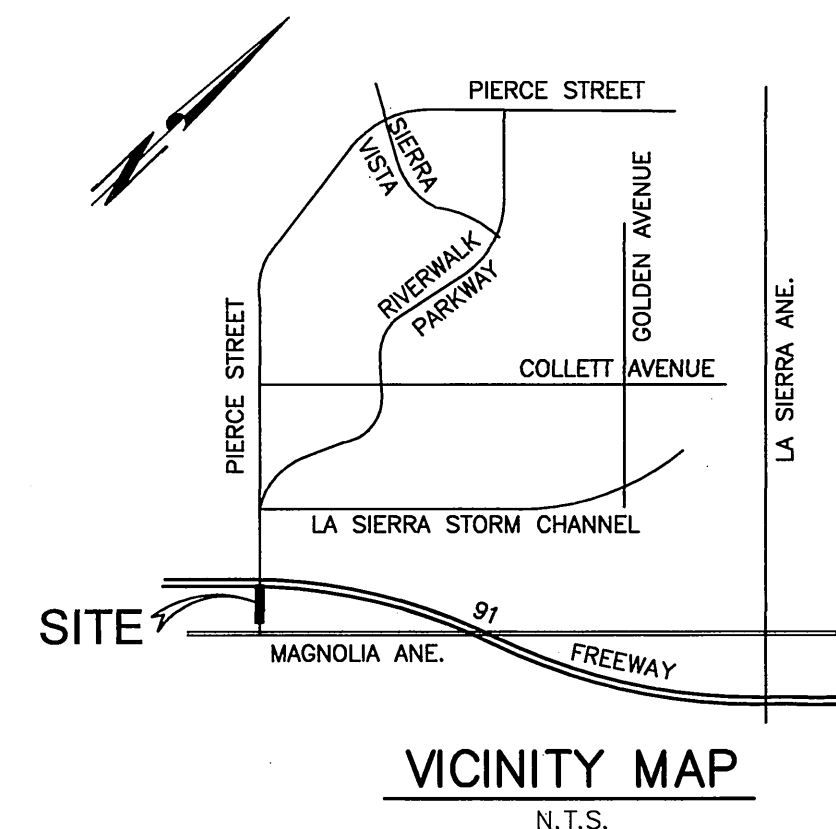 PIERCE STREET
SIERRA
VISTA
GOLDEN AVENUE
RIVERWALK
PARKWAY
LA SIERRA ANE.
PIERCE STREET
COLLETT AVENUE
LA SIERRA STORM CHANNEL
N
SITE
91
FREEWAY
MAGNOLIA ANE.
VICINITY MAP
N.T.S.